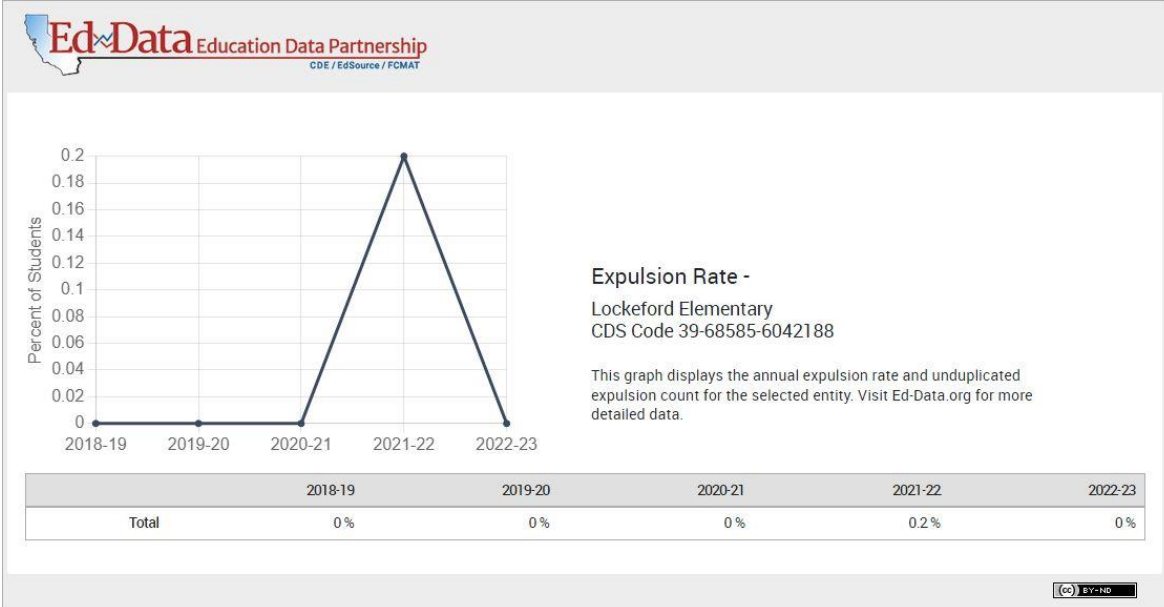 Ed Data Education Data Partnership
CDE / EdSource / FCMAT
Percent of Students
0.2
0.18
0.16
0.14
0.12
0.1
0.08
0.06
0.04
0.02
0
2018-19 2019-20 2020-21 2021-22 2022-23
Expulsion Rate -
Lockeford Elementary
CDS Code 39-68585-6042188
This graph displays the annual expulsion rate and unduplicated
expulsion count for the selected entity. Visit Ed-Data.org for more
detailed data.
2018-19 2019-20 2020-21 2021-22 2022-23
Total 0 % 0 % 0 % 0.2 % 0 %
(cc) BY-ND